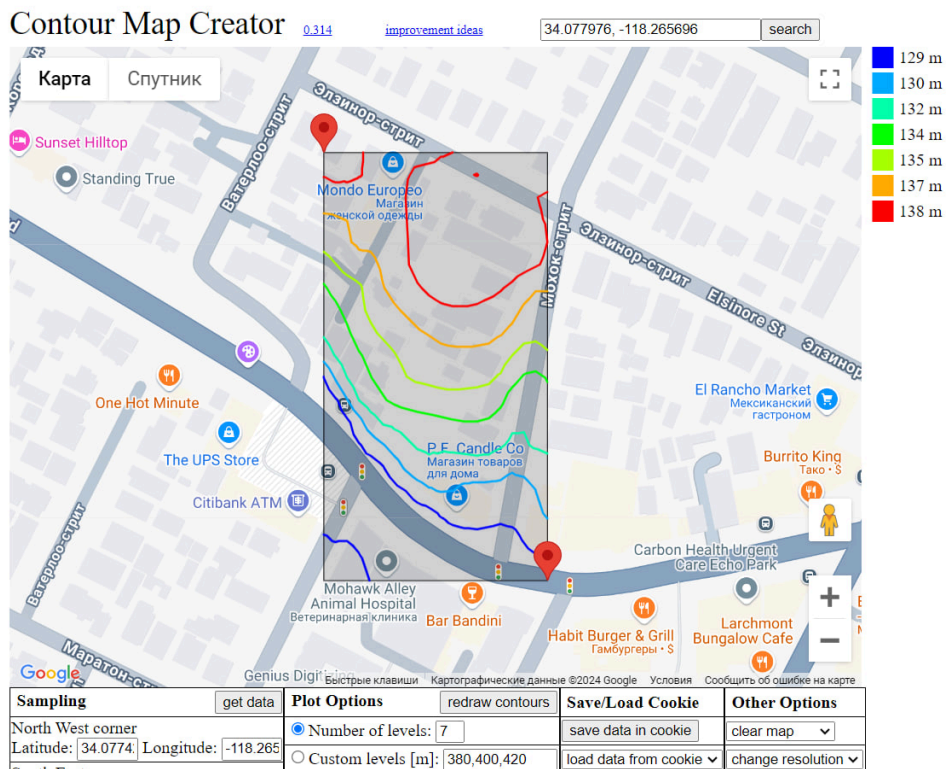 Contour Map Creator 0.314 improvement ideas 34.077976, -118.265696 search
Карта Спутник
129 m
130 m
132 m
134 m
135 m
137 m
138 m
Элзинор-стрит
Sunset Hilltop
Standing True
Ватерлоо-стрит
Mondo Europeo
Магазин
женской одежды
Мохок-стрит
Элзинор-стрит
Elsinore St
One Hot Minute
The UPS Store
Citibank ATM
P.F. Candle Co
Магазин товаров
для дома
El Rancho Market
Мексиканский
гастроном
Burrito King
Тако • $
Ватерлоо-стрит
Mohawk Alley
Animal Hospital
Ветеринарная клиника
Bar Bandini
Carbon Health Urgent
Care Echo Park
Habit Burger & Grill
Гамбургеры • $
Larchmont
Bungalow Cafe
Google
Genius
Быстрые клавиши Картографические данные ©2024 Google Условия Сообщить об ошибке на карте
Sampling get data Plot Options redraw contours Save/Load Cookie Other Options
North West corner
Latitude: 34.0774 Longitude: -118.265
Number of levels: 7 save data in cookie clear map
Custom levels [m]: 380,400,420 load data from cookie change resolution